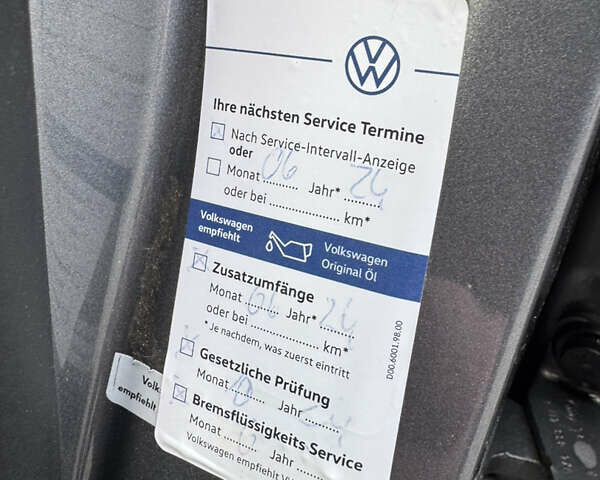 Ihre nächsten Service Termine
Nach Service-Intervall-Anzeige
oder
Monat 06 Jahr* 24
oder bei .................. km*
Volkswagen
empfiehlt
Volkswagen
Original Öl
Zusatzumfänge
Monat 06 Jahr* 24
oder bei .................. km*
*Je nachdem, was zuerst eintritt
D00.6001.98.00
Gesetzliche Prüfung
Monat Jahr
Bremsflüssigkeits Service
Monat Jahr
Volkswagen empfiehlt
empfiehlt